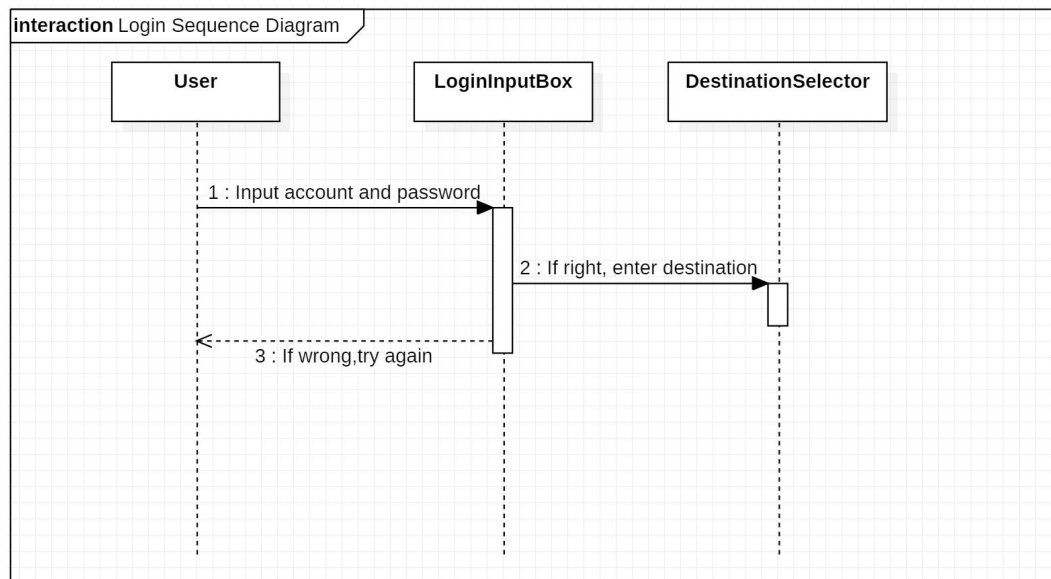 interaction Login Sequence Diagram
User
LoginInputBox
DestinationSelector
1 : Input account and password
2 : If right, enter destination
3 : If wrong,try again